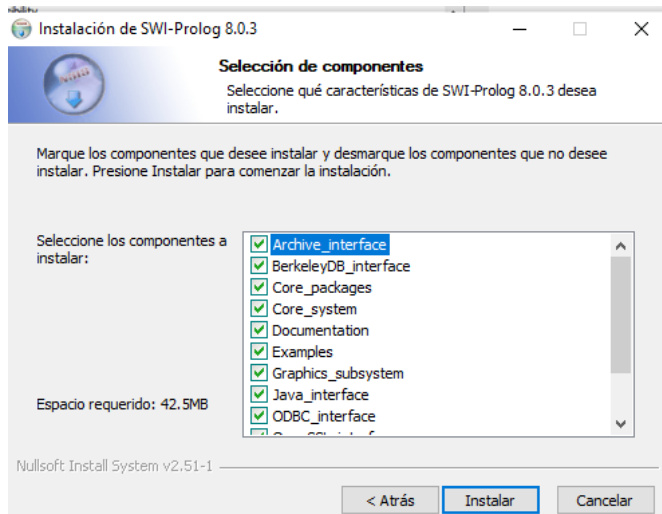 Instalación de SWI-Prolog 8.0.3
Selección de componentes
Seleccione qué características de SWI-Prolog 8.0.3 desea
instalar.
Marque los componentes que desee instalar y desmarque los componentes que no desee
instalar. Presione Instalar para comenzar la instalación.
Seleccione los componentes a
instalar:
Archive_interface
BerkeleyDB_interface
Core_packages
Core_system
Documentation
Examples
Graphics_subsystem
Java_interface
ODBC_interface
Espacio requerido: 42.5MB
Nullsoft Install System v2.51-1
< Atrás
Instalar
Cancelar